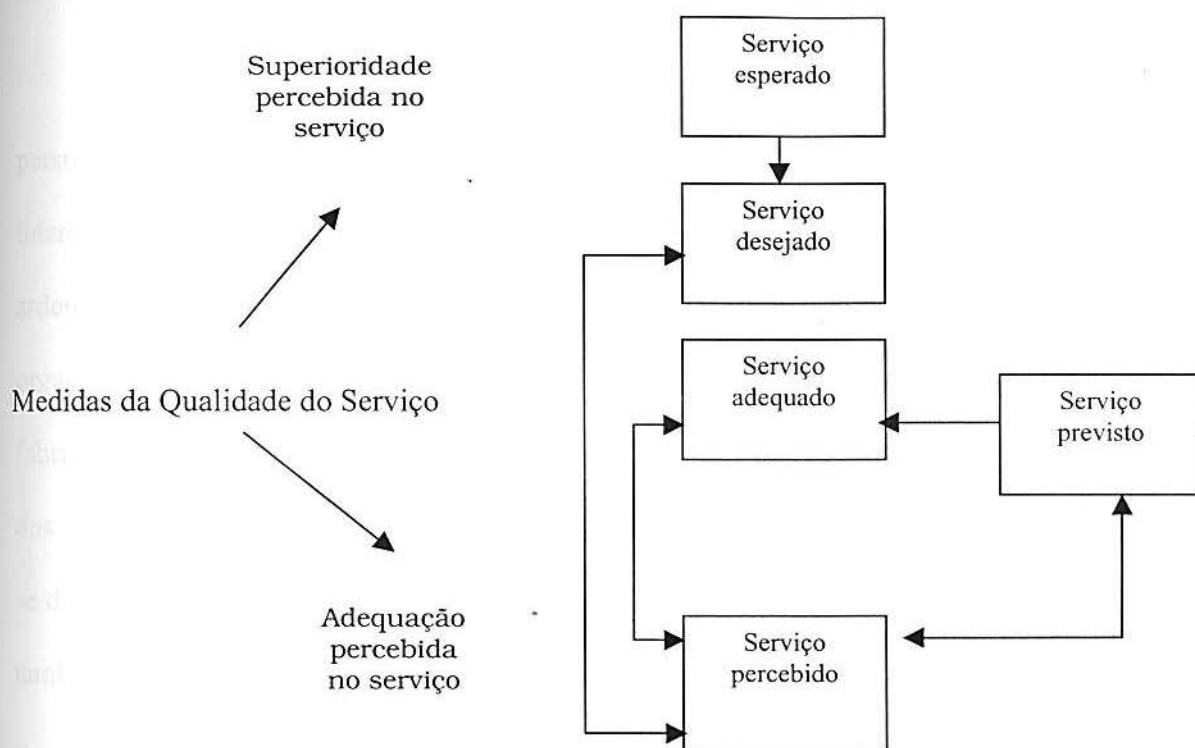 Superioridade
percebida no
serviço
Serviço
esperado
Serviço
desejado
Serviço
adequado
Serviço
previsto
Medidas da Qualidade do Serviço
Adequação
percebida
no serviço
Serviço
percebido